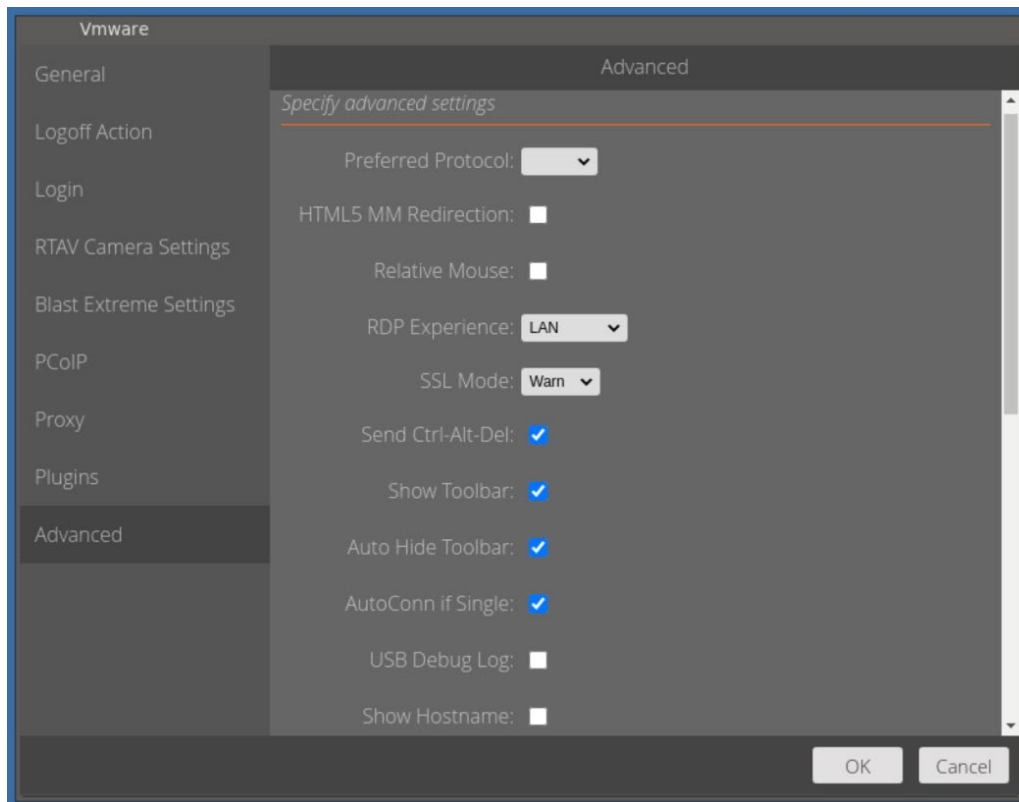 Vmware
General
Logoff Action
Login
RTAV Camera Settings
Blast Extreme Settings
PCoIP
Proxy
Plugins
Advanced
Advanced
Specify advanced settings
Preferred Protocol:
HTML5 MM Redirection:
Relative Mouse:
RDP Experience: LAN
SSL Mode: Warn
Send Ctrl-Alt-Del:
Show Toolbar:
Auto Hide Toolbar:
AutoConn if Single:
USB Debug Log:
Show Hostname:
OK Cancel